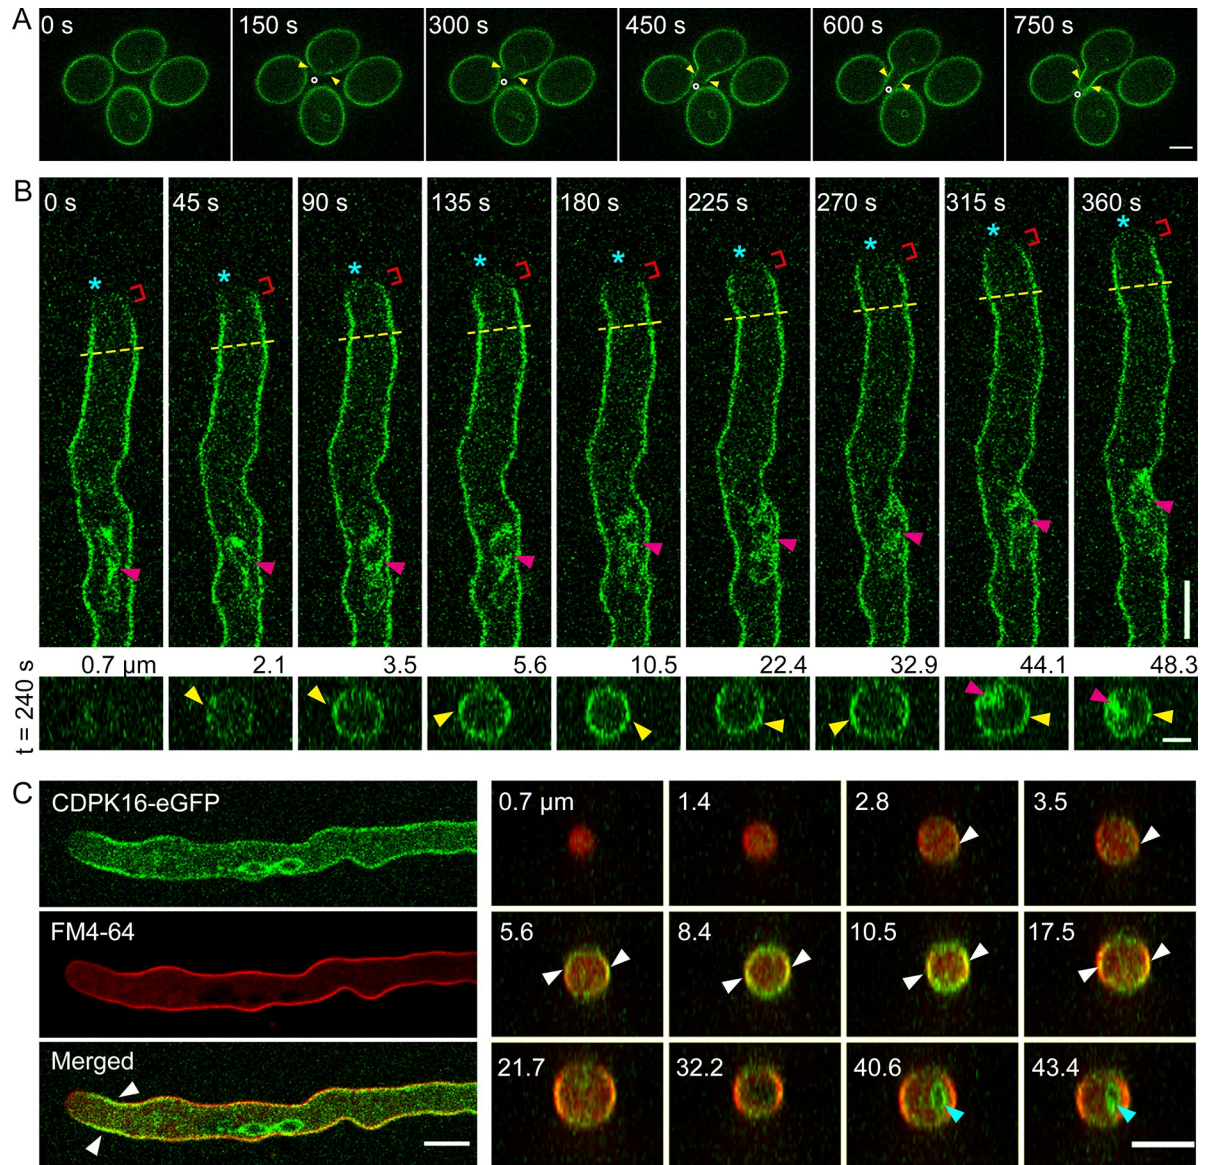 A
0 s 150 s 300 s 450 s 600 s 750 s
B
0 s 45 s 90 s 135 s 180 s 225 s 270 s 315 s 360 s
* * * * * * * * *
t = 240 s
0.7 µm 2.1 3.5 5.6 10.5 22.4 32.9 44.1 48.3
C
CDPK16-eGFP
FM4-64
Merged
0.7 µm 1.4 2.8 3.5
5.6 8.4 10.5 17.5
21.7 32.2 40.6 43.4